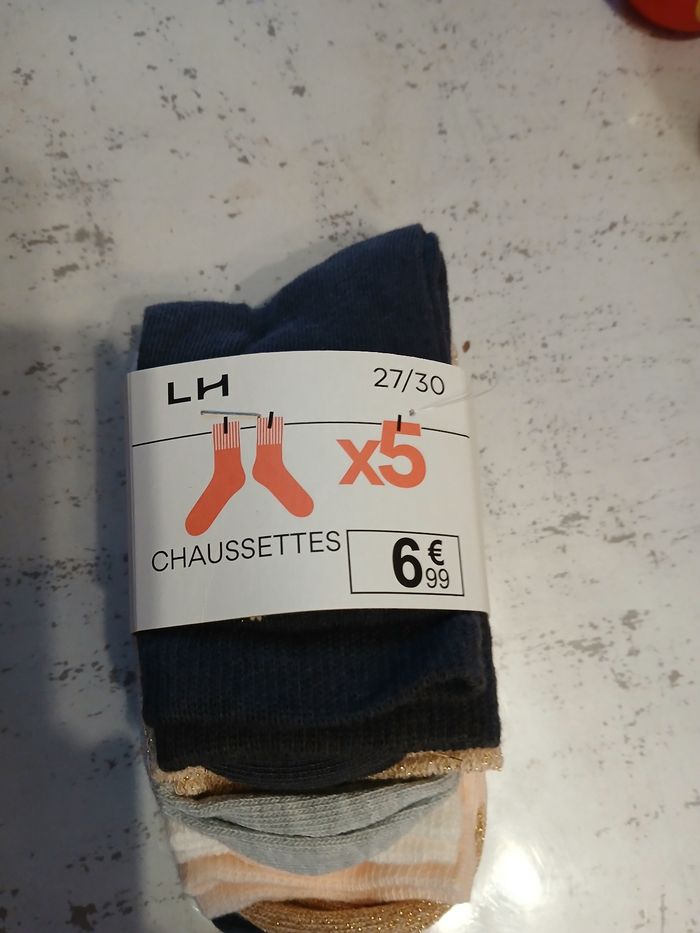 LH
27/30
x5
CHAUSSETTES
6€99